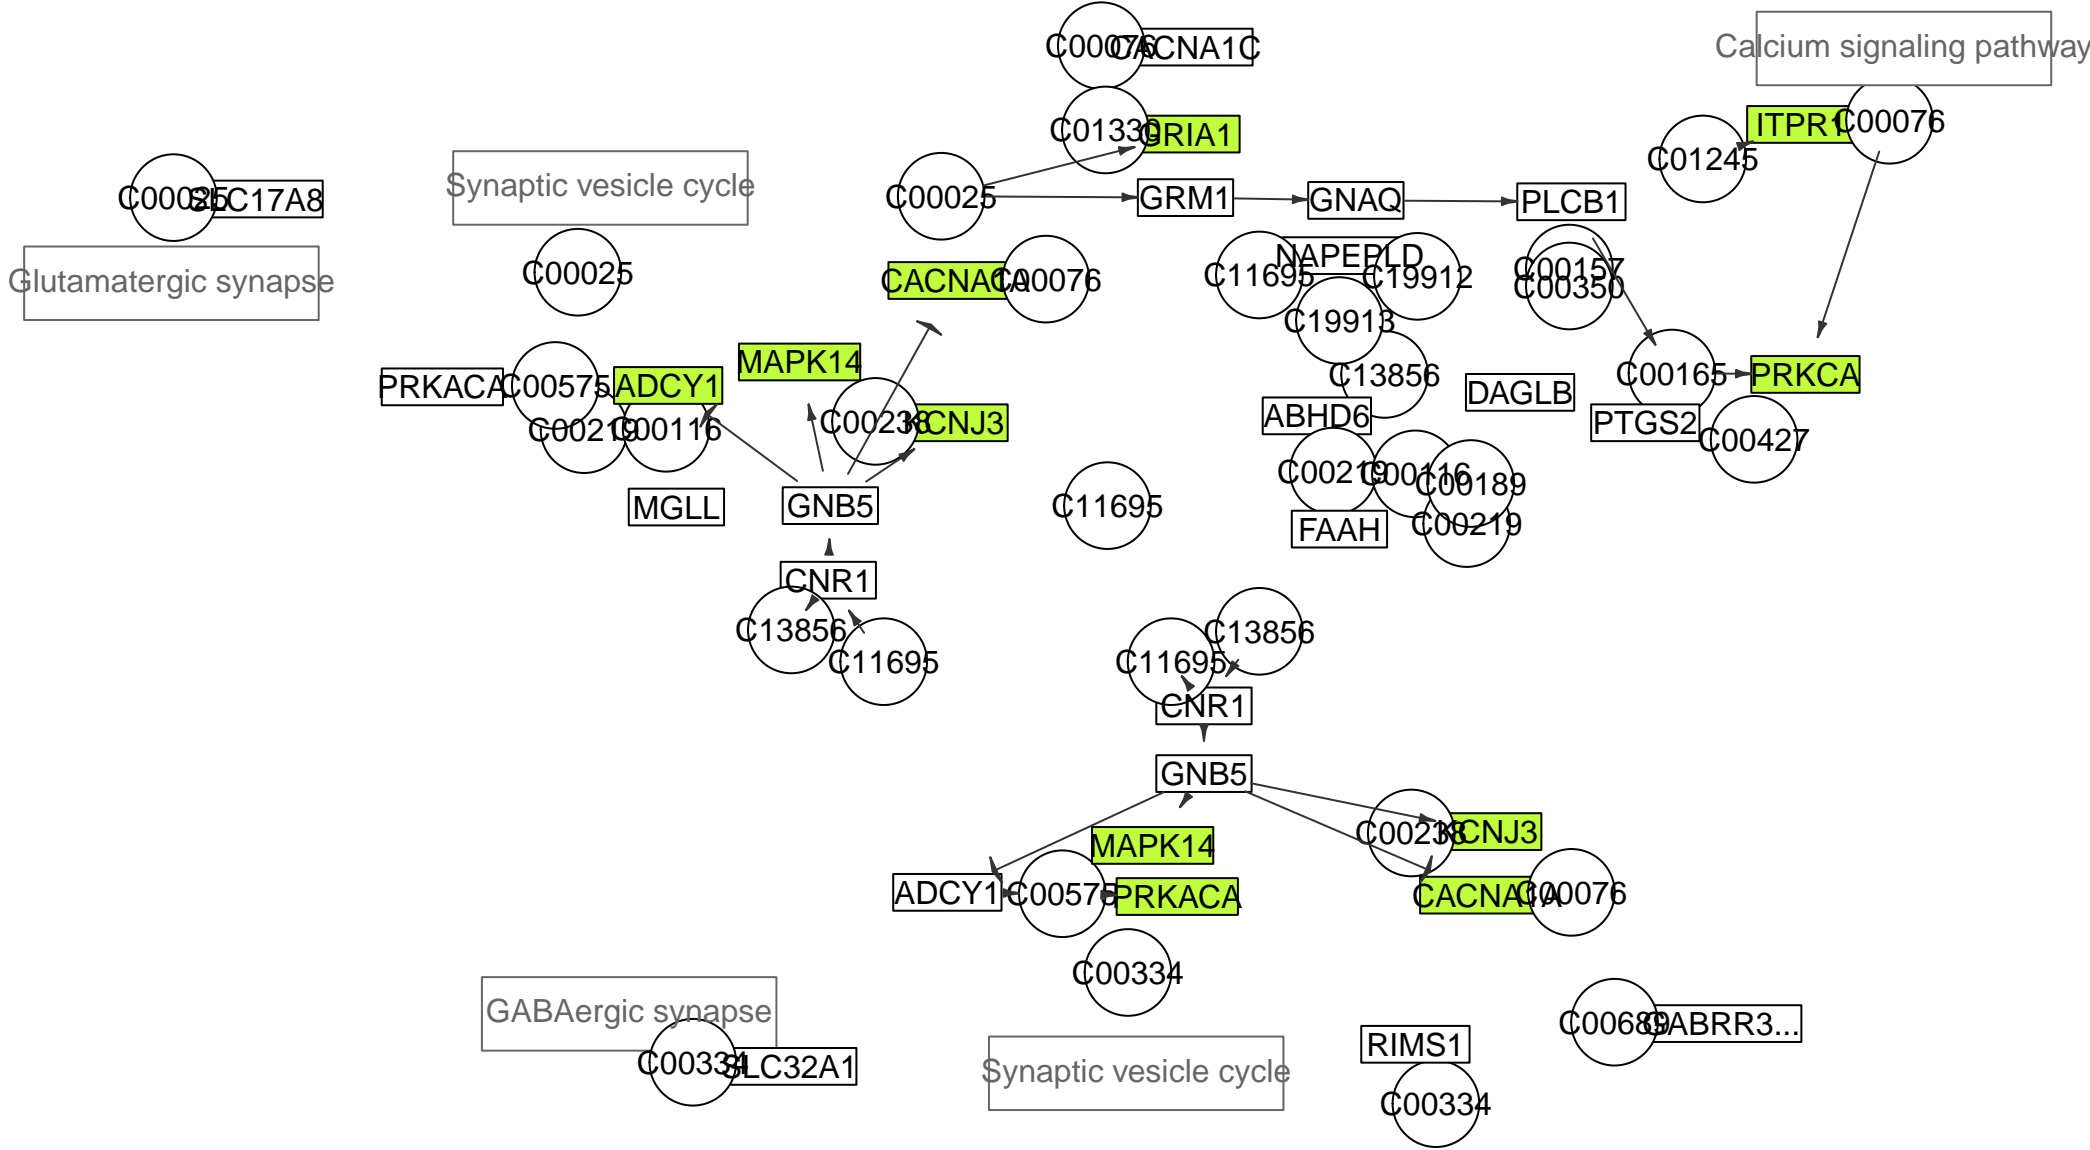 C00076
CACNA1C
Calcium signaling pathway
C01330
GRIA1
ITPR1
C00076
C01245
C00025
SLC17A8
Synaptic vesicle cycle
C00025
GRM1
GNAQ
PLCB1
Glutamatergic synapse
C00025
CACNA1A
C00076
C11695
NAPEPLD
C19912
C00157
C00350
C19913
PRKACA
C00575
ADCY1
MAPK14
C13856
DAGLB
C00165
PRKCA
C00219
C00116
C00238
KCNJ3
ABHD6
PTGS2
C00427
C00219
C00116
C00189
MGLL
GNB5
C11695
FAAH
C00219
CNR1
C13856
C11695
C11695
C13856
CNR1
GNB5
MAPK14
C00238
KCNJ3
ADCY1
C00575
PRKACA
CACNA1A
C00076
C00334
GABAergic synapse
C00334
SLC32A1
Synaptic vesicle cycle
RIMS1
C00689
GABRR3...
C00334